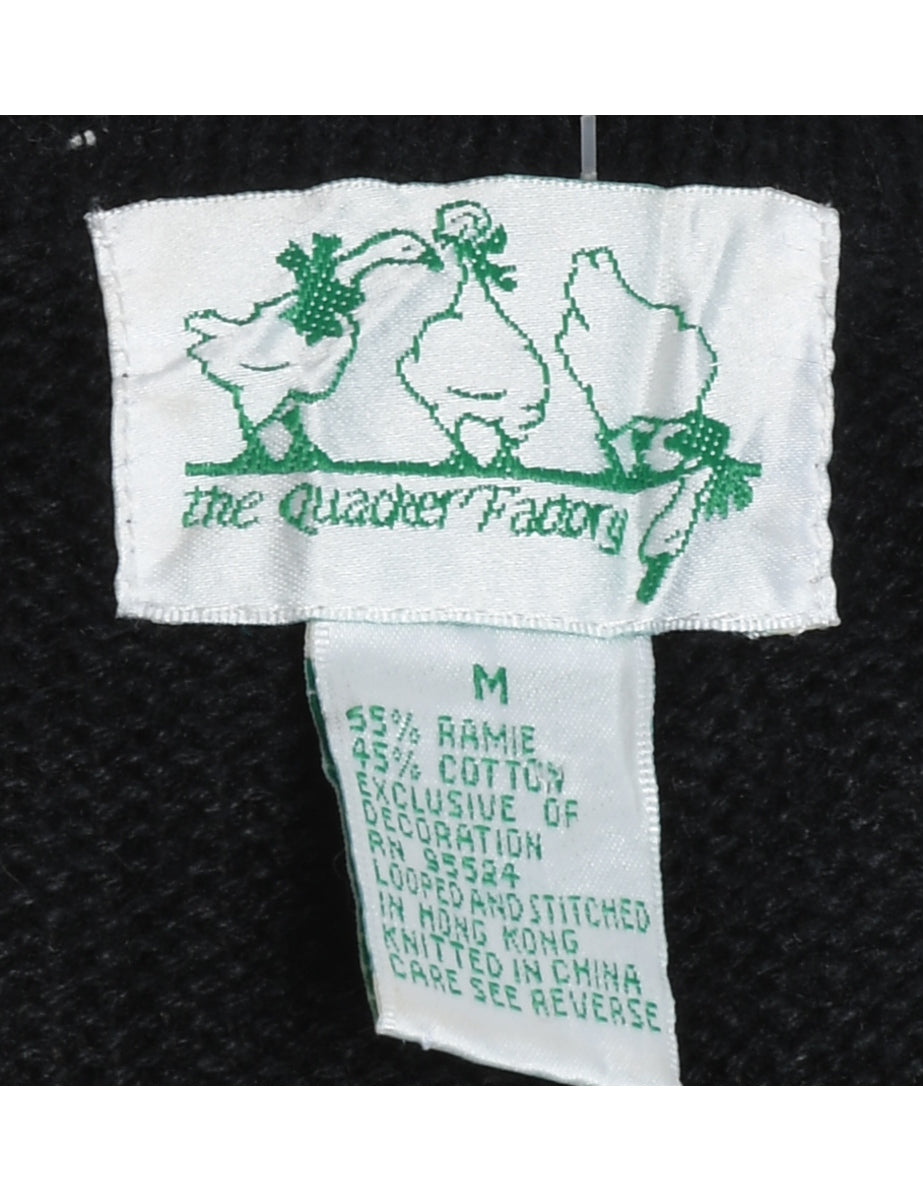 the Quacker Factory
M
55% RAMIE
45% COTTON
EXCLUSIVE OF
DECORATION
RN 95524
LOOPED AND STITCHED
IN HONG KONG
KNITTED IN CHINA
CARE SEE REVERSE